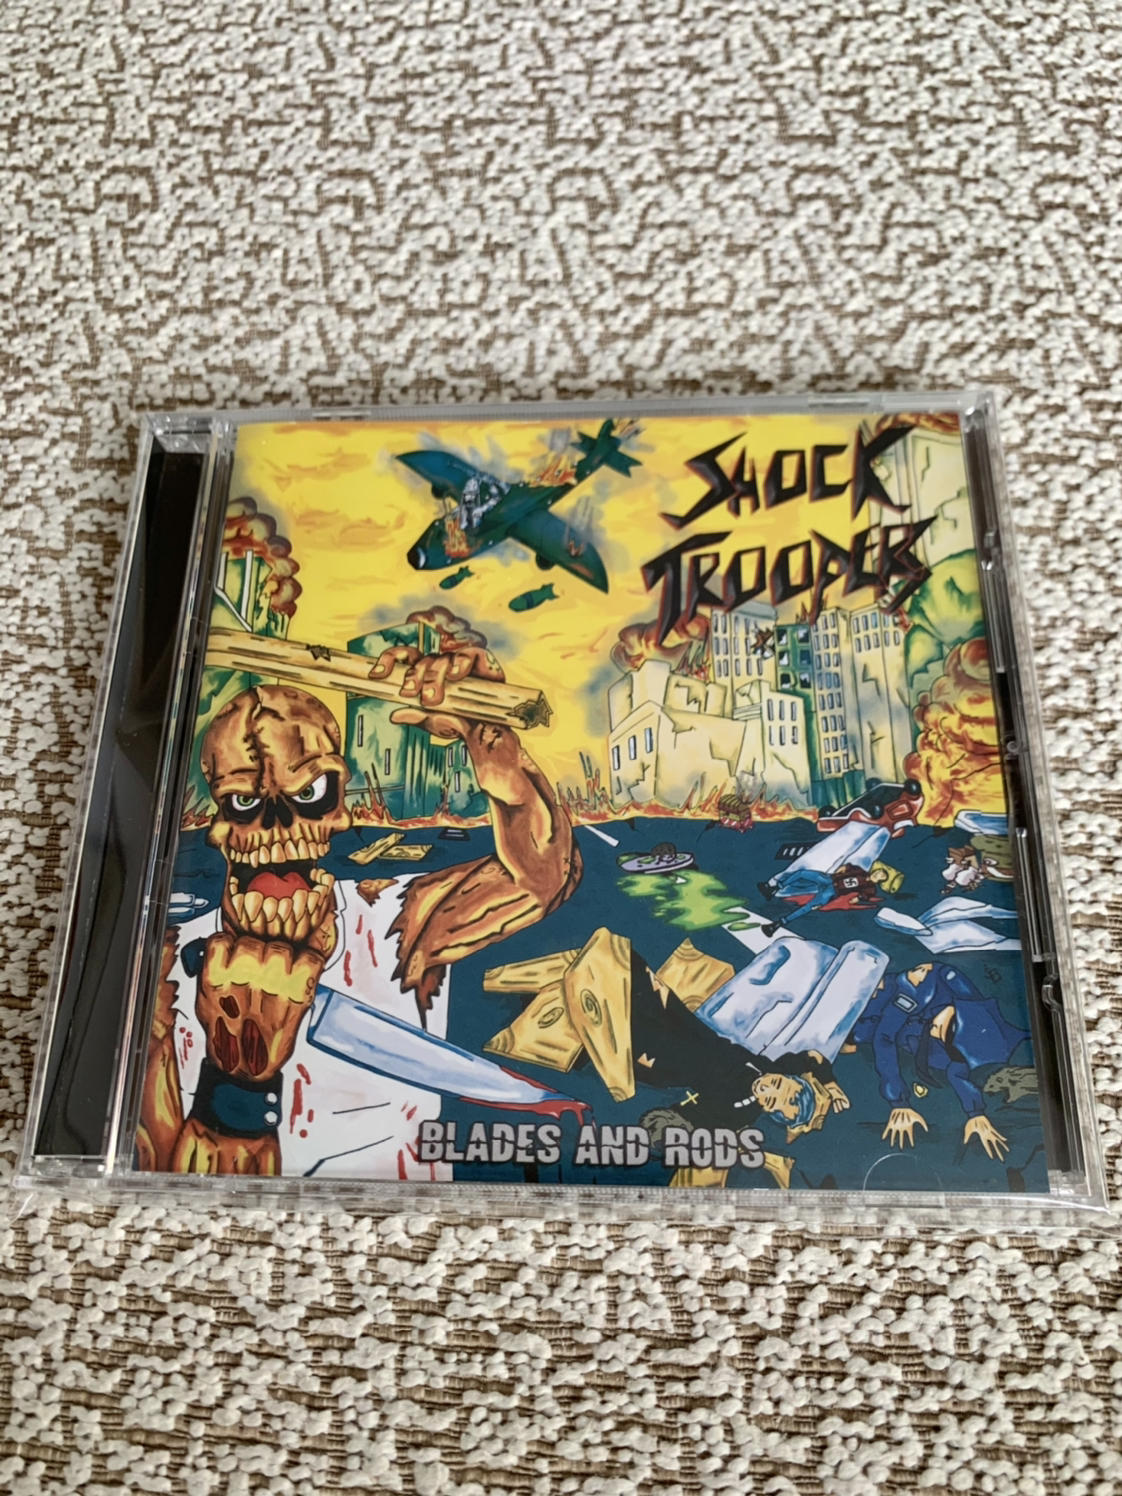 SHOCK
TROOPER
BLADES AND RODS